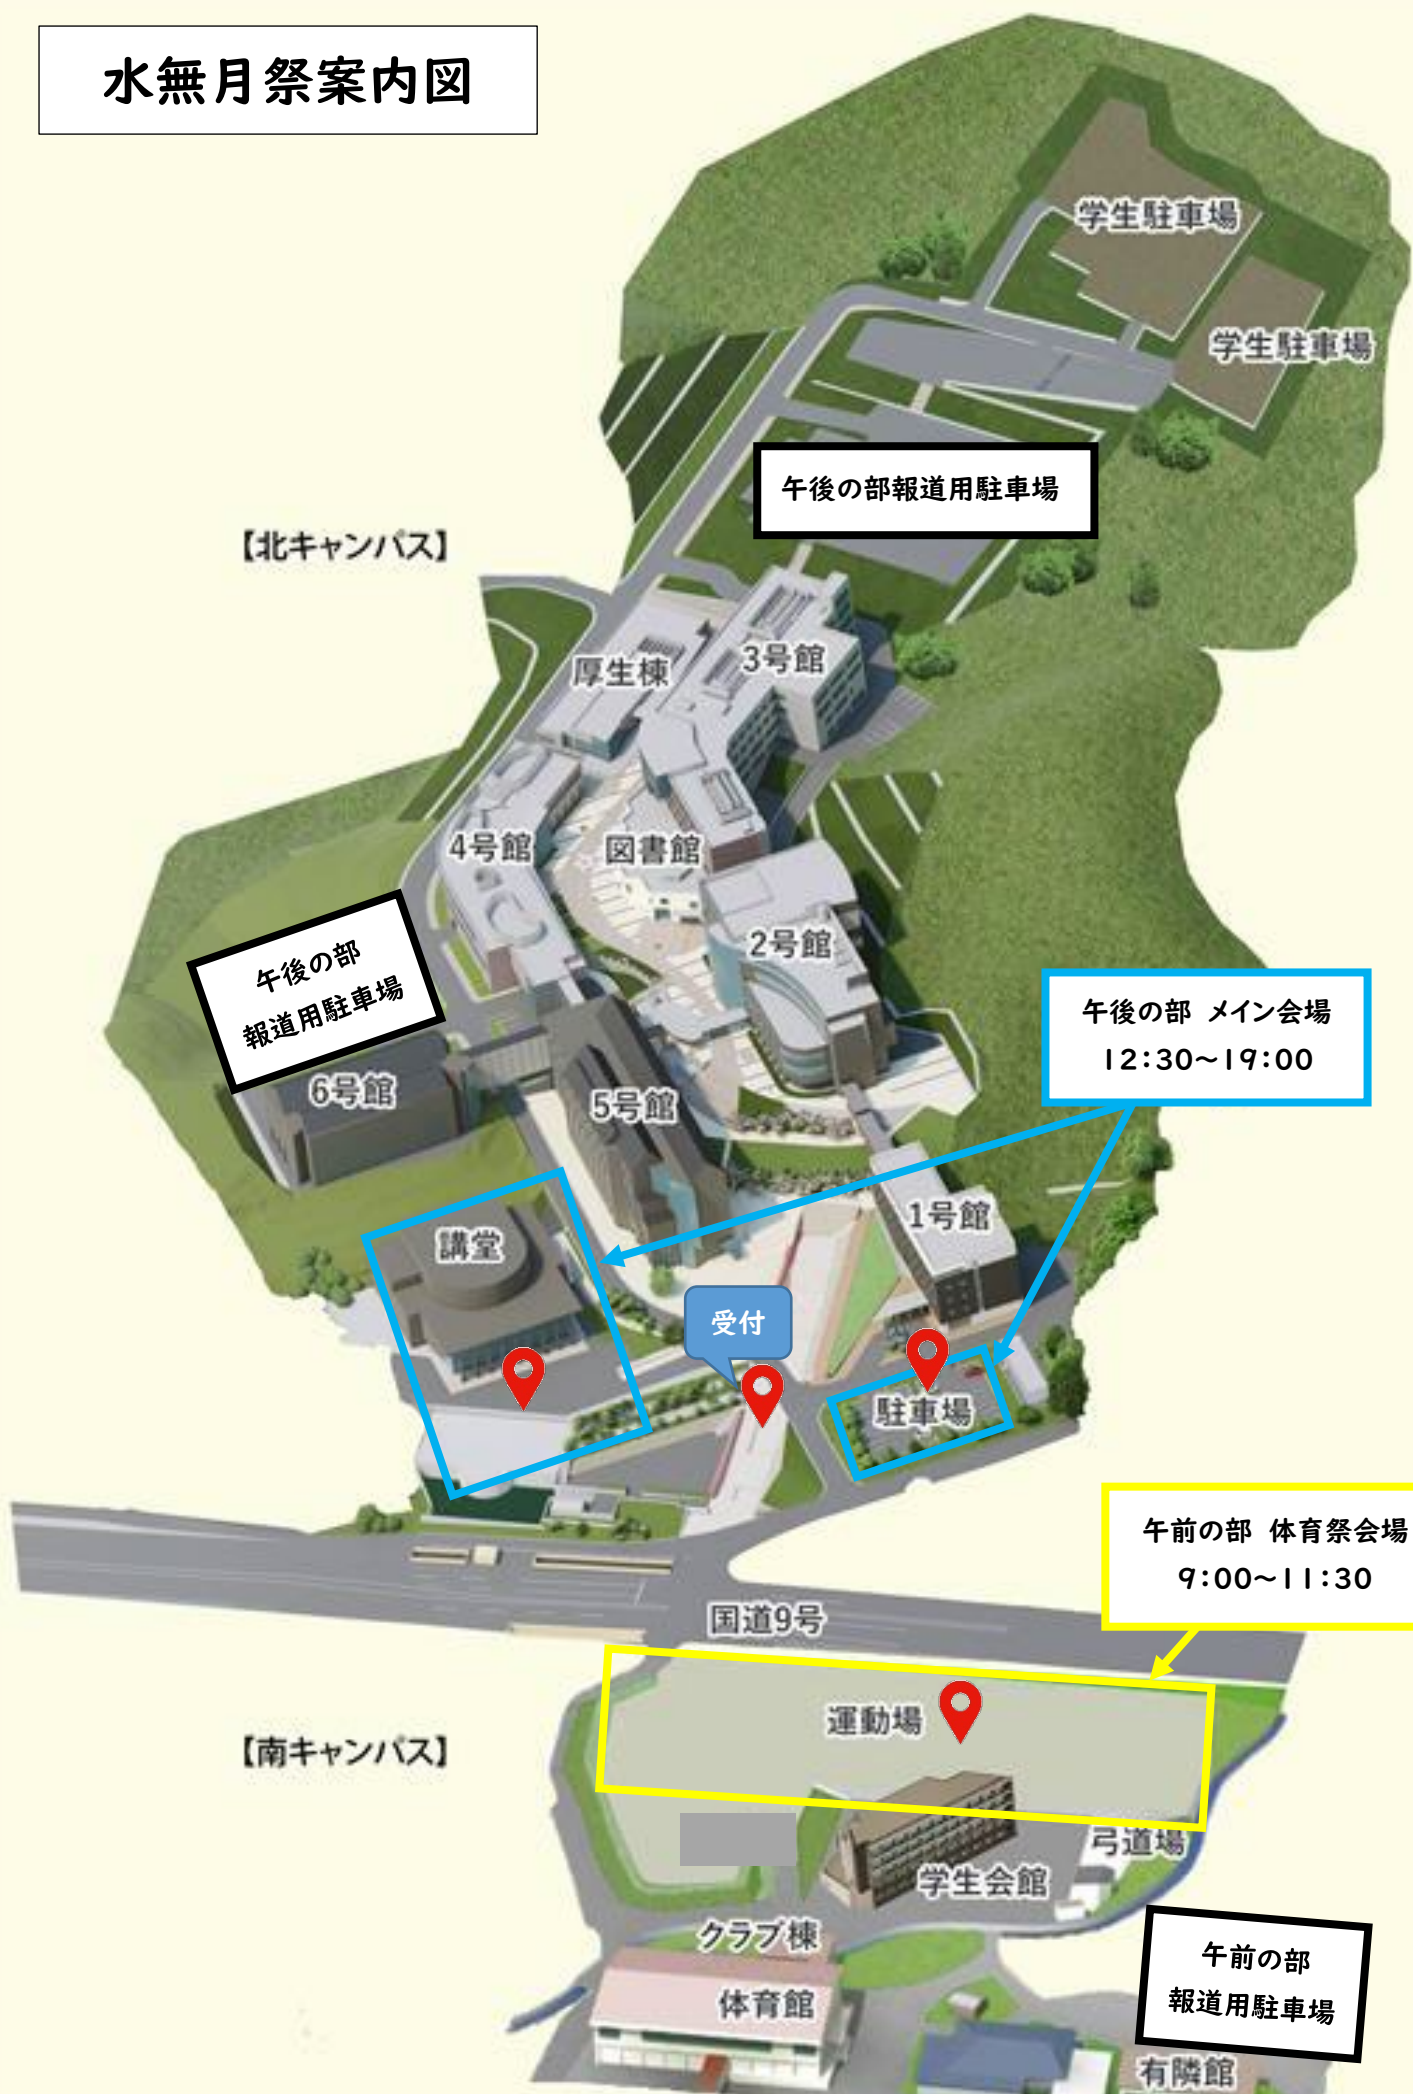 水無月祭案内図
学生駐車場
学生駐車場
午後の部報道用駐車場
【北キャンパス】
3号館
厚生棟
4号館
図書館
2号館
午後の部
報道用駐車場
午後の部 メイン会場
12:30～19:00
6号館
5号館
1号館
講堂
受付
駐車場
午前の部 体育祭会場
9:00～11:30
国道9号
運動場
【南キャンパス】
弓道場
学生会館
クラブ棟
午前の部
報道用駐車場
体育館
有隣館